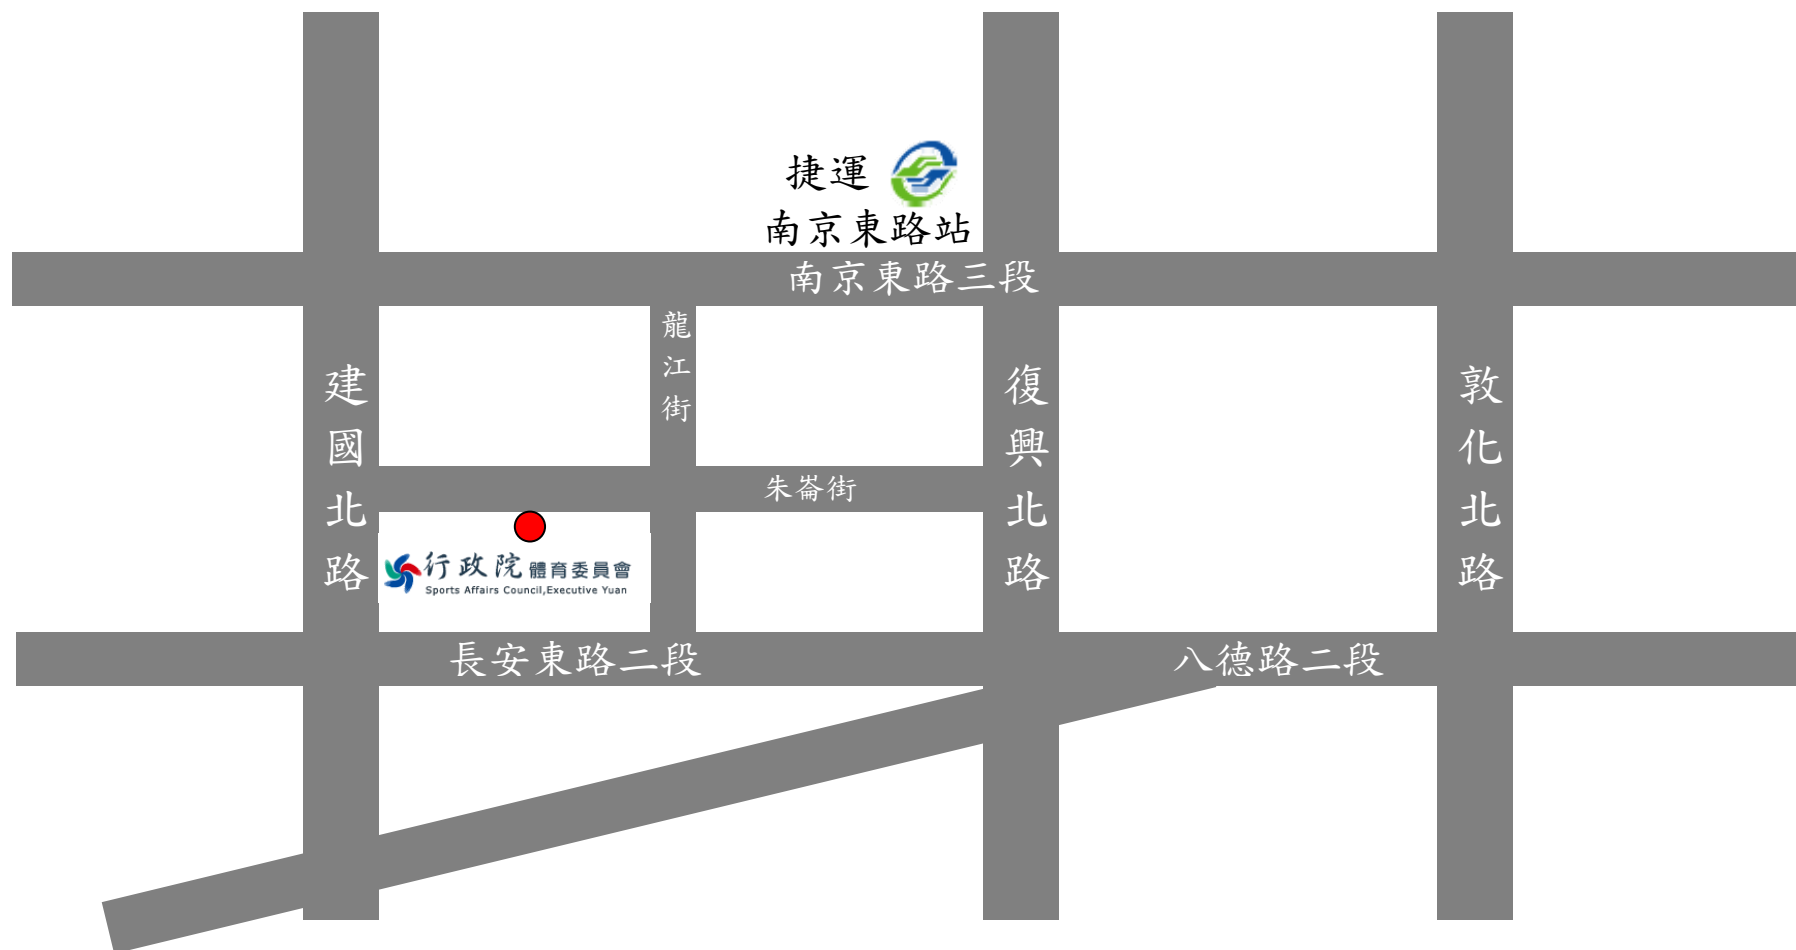 捷運
南京東路站
南京東路三段
龍江街
建國北路
復興北路
敦化北路
朱崙街
行政院體育委員會
Sports Affairs Council,Executive Yuan
長安東路二段
八德路二段